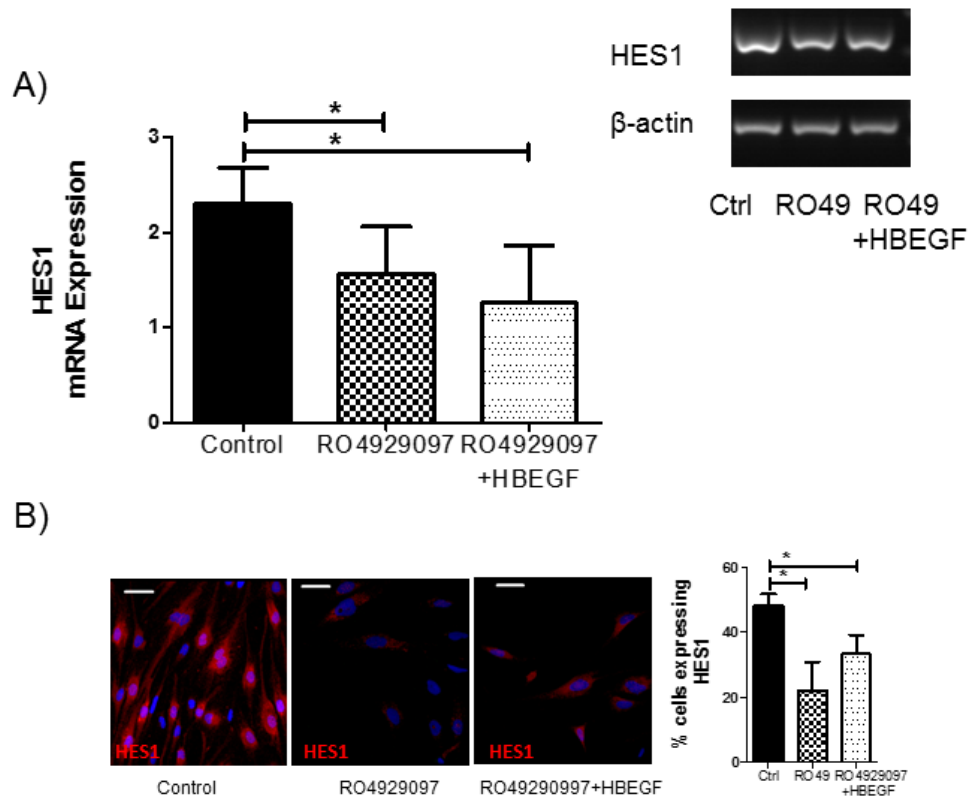 A)
HES1
mRNA Expression
3
2
1
0
*
*
Control
RO4929097
RO4929097
+HBEGF
HES1
β-actin
Ctrl
RO49
RO49
+HBEGF
B)
HES1
HES1
HES1
Control
RO4929097
RO49290997+HBEGF
% cells expressing
HES1
60
40
20
0
*
*
Ctrl
RO49
RO4929097
+HBEGF